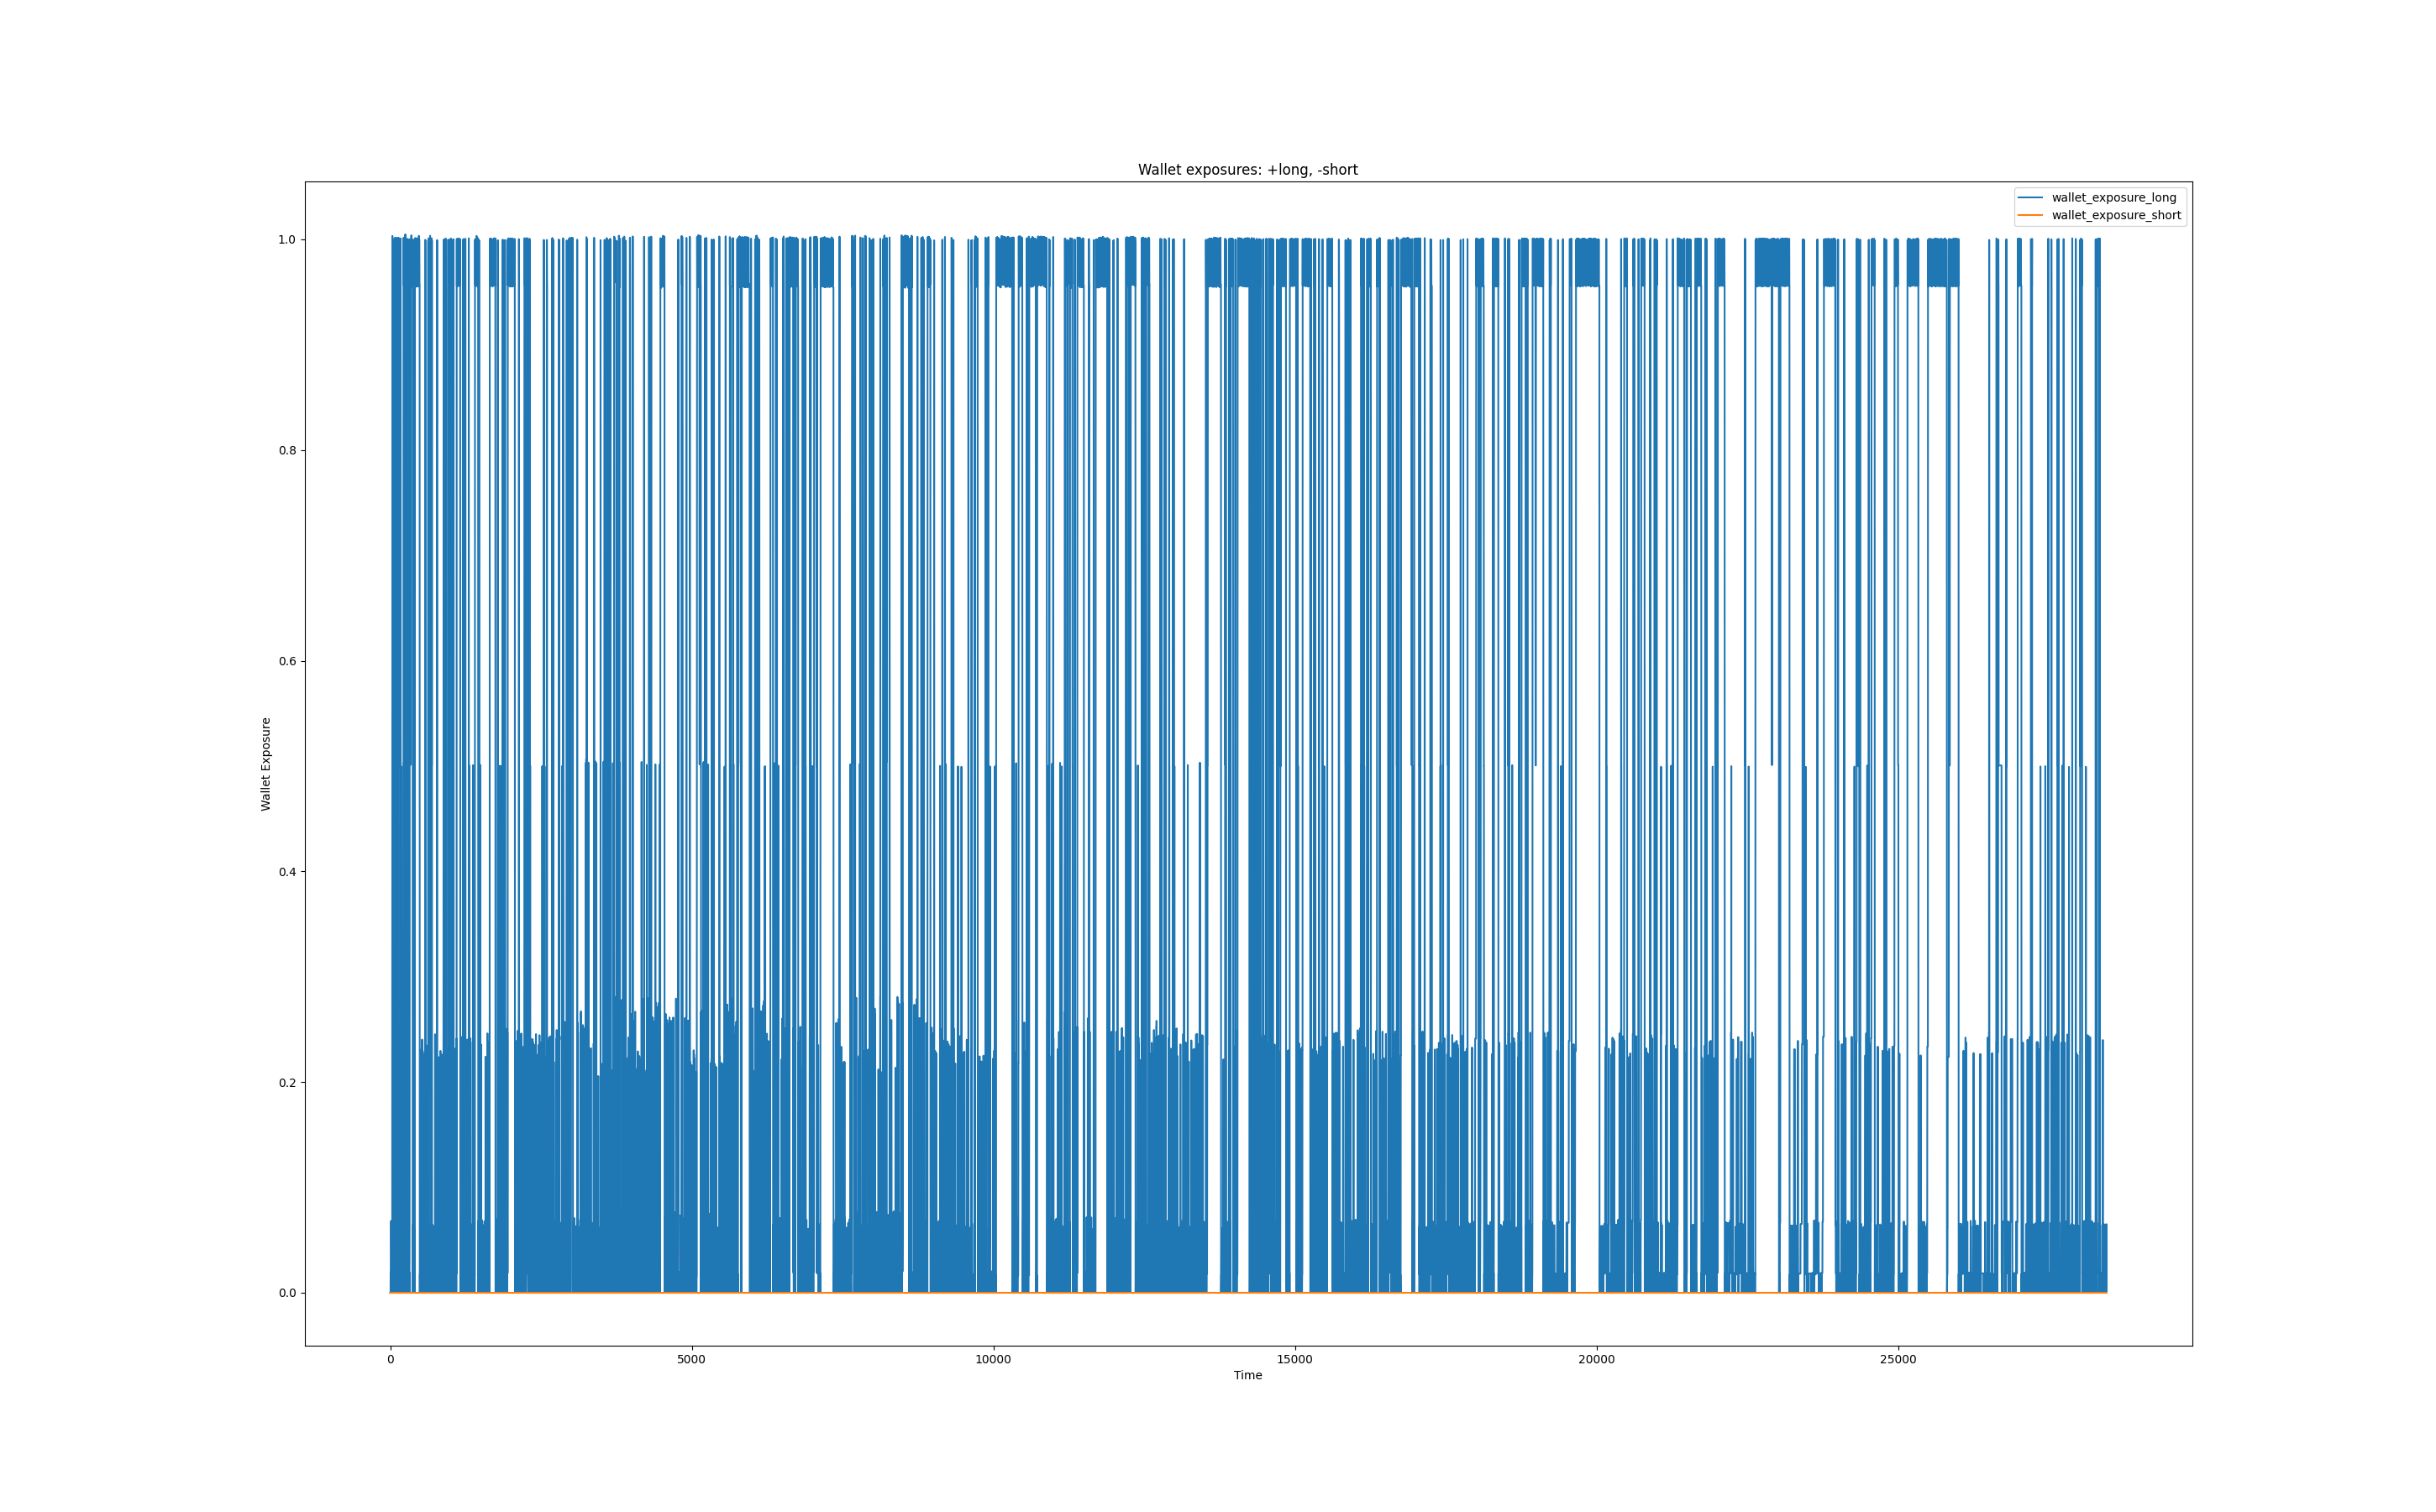 Wallet exposures: +long, -short
wallet_exposure_long
wallet_exposure_short
1.0
0.8
0.6
0.4
0.2
0.0
Wallet Exposure
0
5000
10000
15000
20000
25000
Time